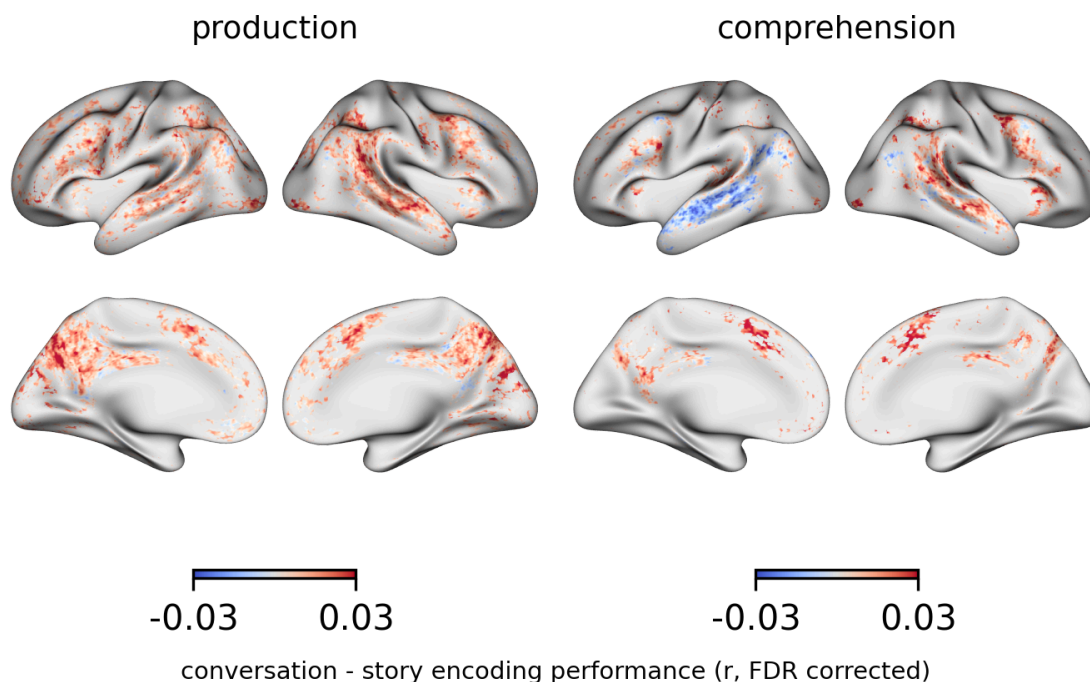 production
comprehension
-0.03 0.03
-0.03 0.03
conversation - story encoding performance (r, FDR corrected)